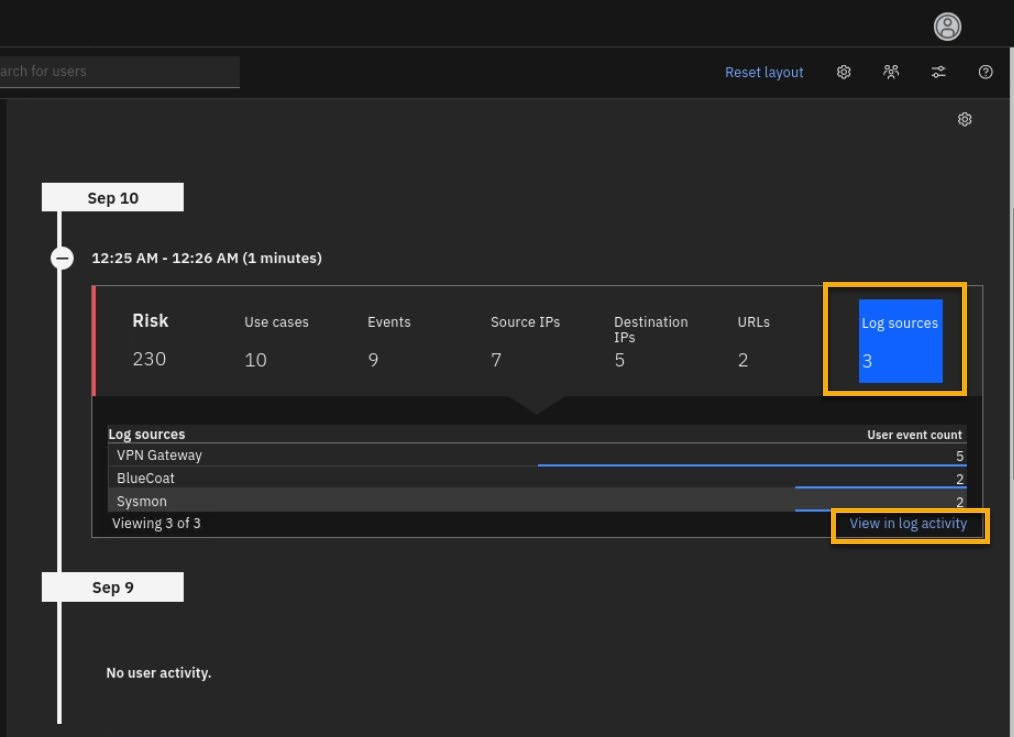 arch for users
Reset layout
Sep 10
12:25 AM - 12:26 AM (1 minutes)
Risk Use cases Events Source IPs Destination IPs URLs Log sources
230 10 9 7 5 2 3
Log sources User event count
VPN Gateway 5
BlueCoat 2
Sysmon 2
Viewing 3 of 3 View in log activity
Sep 9
No user activity.